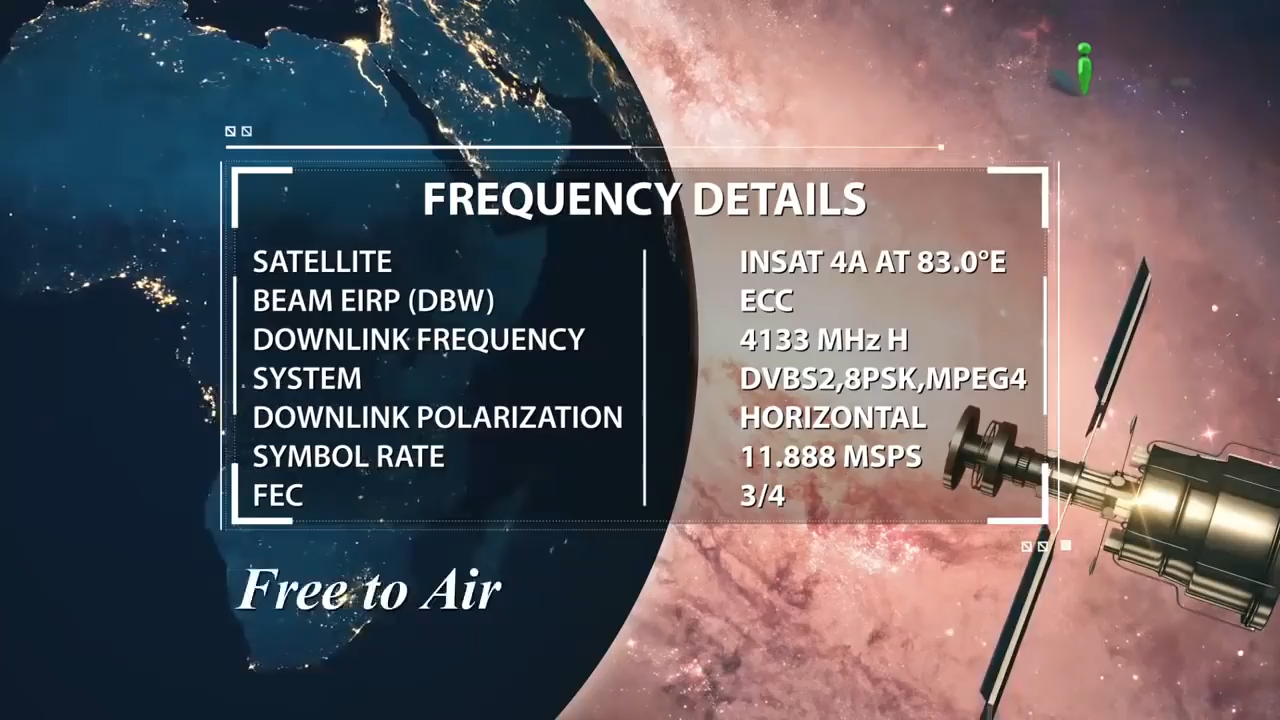 FREQUENCY DETAILS
SATELLITE INSAT 4A AT 83.0°E
BEAM EIRP (DBW) ECC
DOWNLINK FREQUENCY 4133 MHz H
SYSTEM DVBS2,8PSK,MPEG4
DOWNLINK POLARIZATION HORIZONTAL
SYMBOL RATE 11.888 MSPS
FEC 3/4
Free to Air